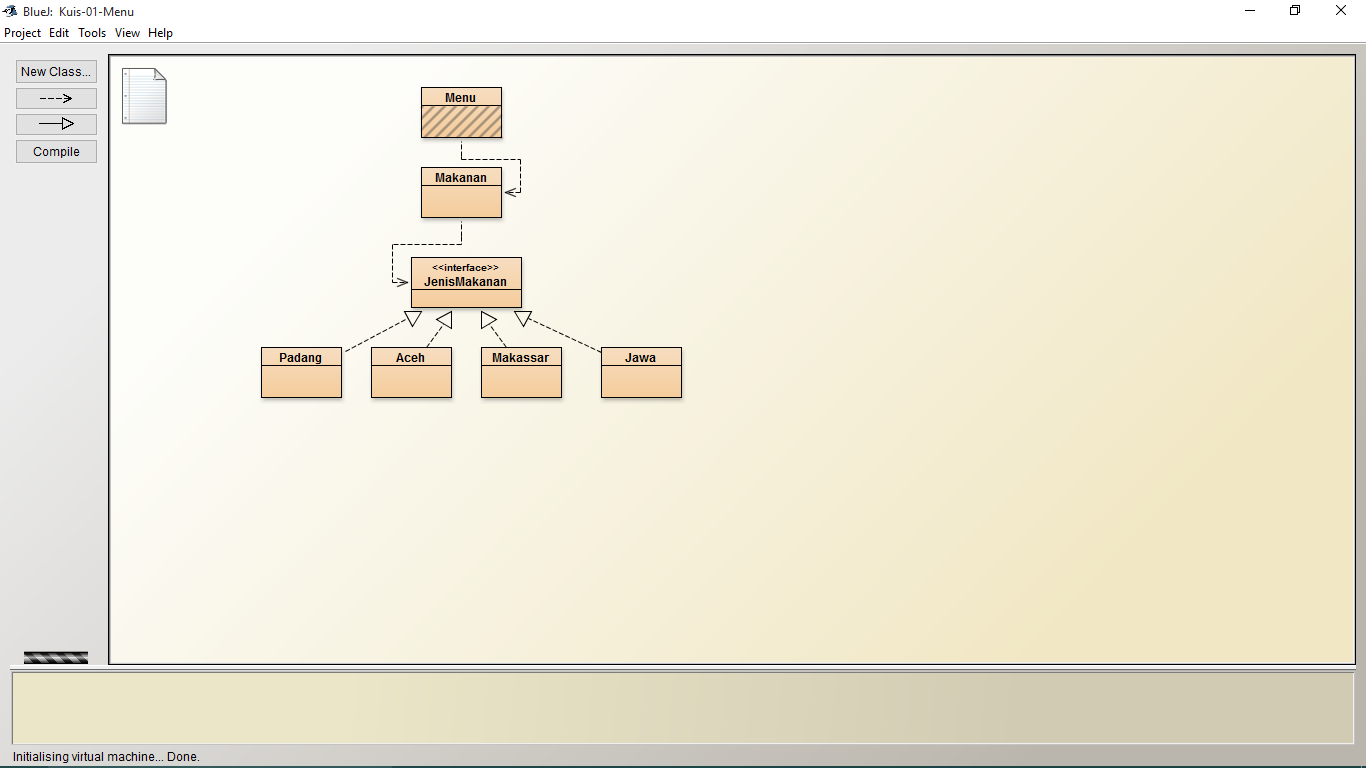 BlueJ: Kuis-01-Menu
Project Edit Tools View Help
New Class...
Compile
Menu
Makanan
<<interface>>
JenisMakanan
Padang
Aceh
Makassar
Jawa
Initialising virtual machine... Done.